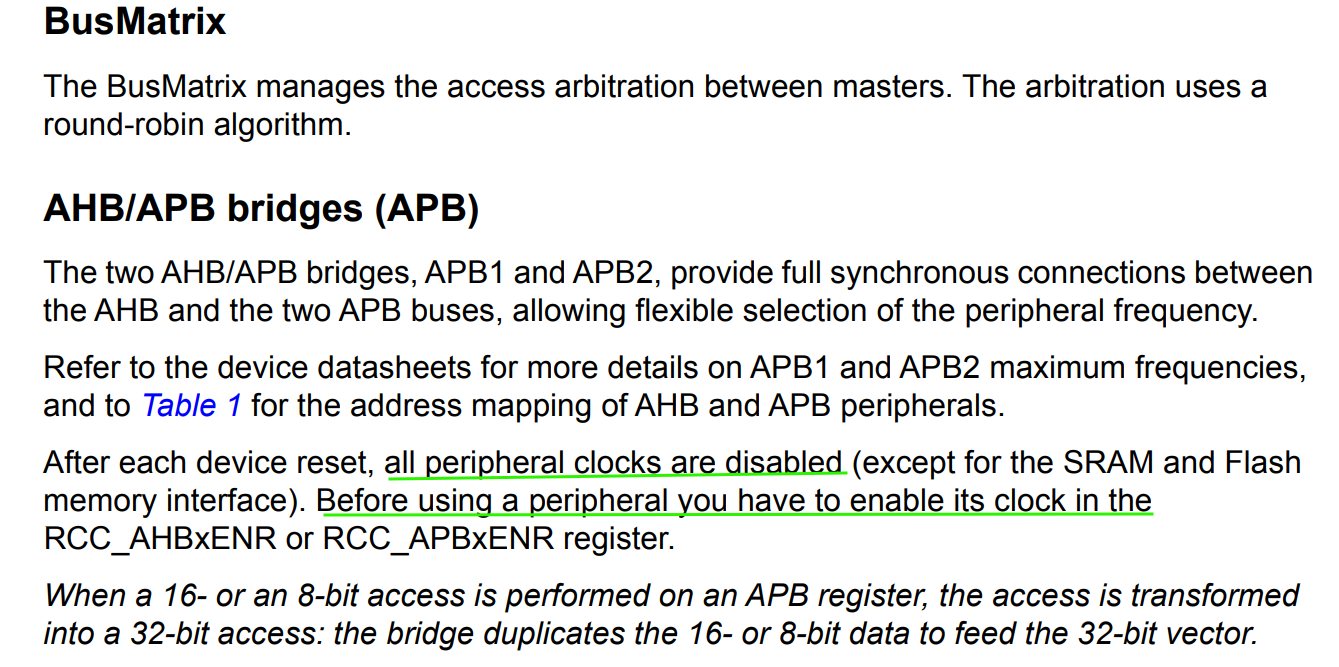 BusMatrix
The BusMatrix manages the access arbitration between masters. The arbitration uses a
round-robin algorithm.
AHB/APB bridges (APB)
The two AHB/APB bridges, APB1 and APB2, provide full synchronous connections between
the AHB and the two APB buses, allowing flexible selection of the peripheral frequency.
Refer to the device datasheets for more details on APB1 and APB2 maximum frequencies,
and to Table 1 for the address mapping of AHB and APB peripherals.
After each device reset, all peripheral clocks are disabled (except for the SRAM and Flash
memory interface). Before using a peripheral you have to enable its clock in the
RCC_AHBxENR or RCC_APBxENR register.
When a 16- or an 8-bit access is performed on an APB register, the access is transformed
into a 32-bit access: the bridge duplicates the 16- or 8-bit data to feed the 32-bit vector.